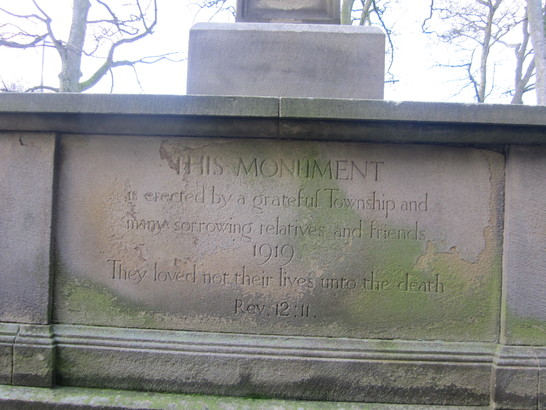 THIS MONUMENT
is erected by a grateful Township and
many sorrowing relatives and friends
1919
They loved not their lives unto the death
Rev. 12:11.